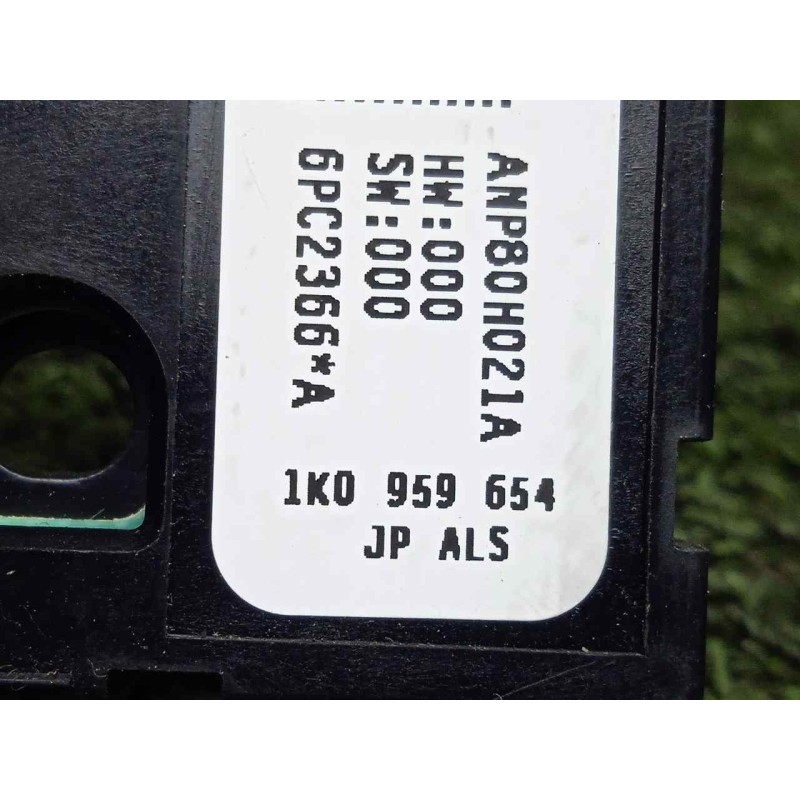 ANP80H021A
HW:000
SW:000
6PC2366*A
1K0 959 654
JP ALS